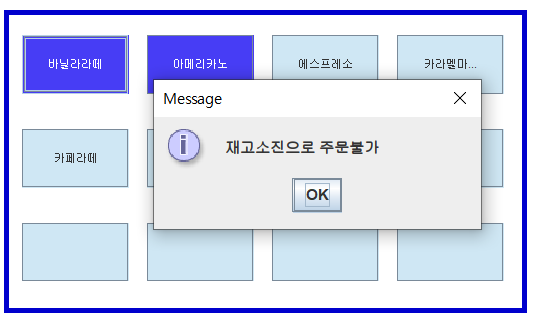 바닐라라떼
아메리카노
에스프레소
카라멜마...
Message
재고소진으로 주문불가
카페라떼
OK